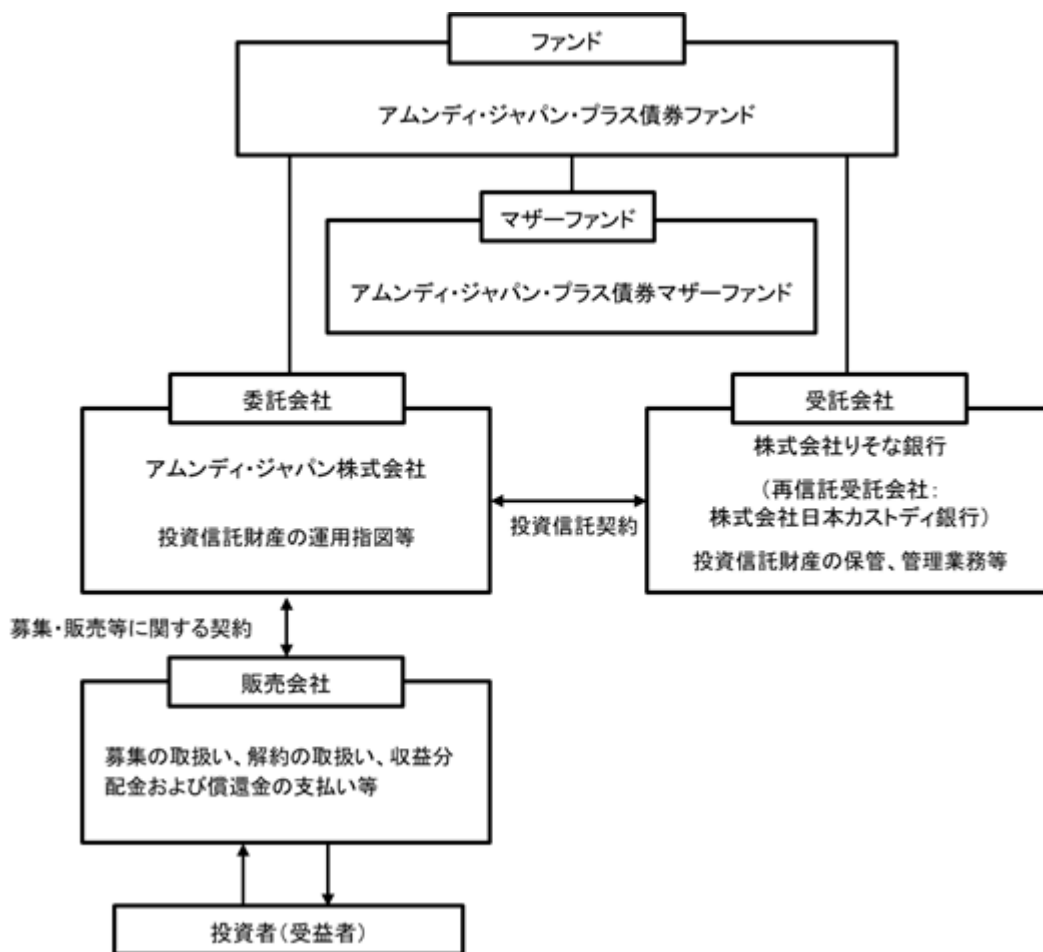 ファンド
アムンディ・ジャパン・プラス債券ファンド
マザーファンド
アムンディ・ジャパン・プラス債券マザーファンド
委託会社
アムンディ・ジャパン株式会社
投資信託財産の運用指図等
投資信託契約
受託会社
株式会社りそな銀行
（再信託受託会社：
株式会社日本カストディ銀行）
投資信託財産の保管、管理業務等
募集・販売等に関する契約
販売会社
募集の取扱い、解約の取扱い、収益分
配金および償還金の支払い等
投資者（受益者）